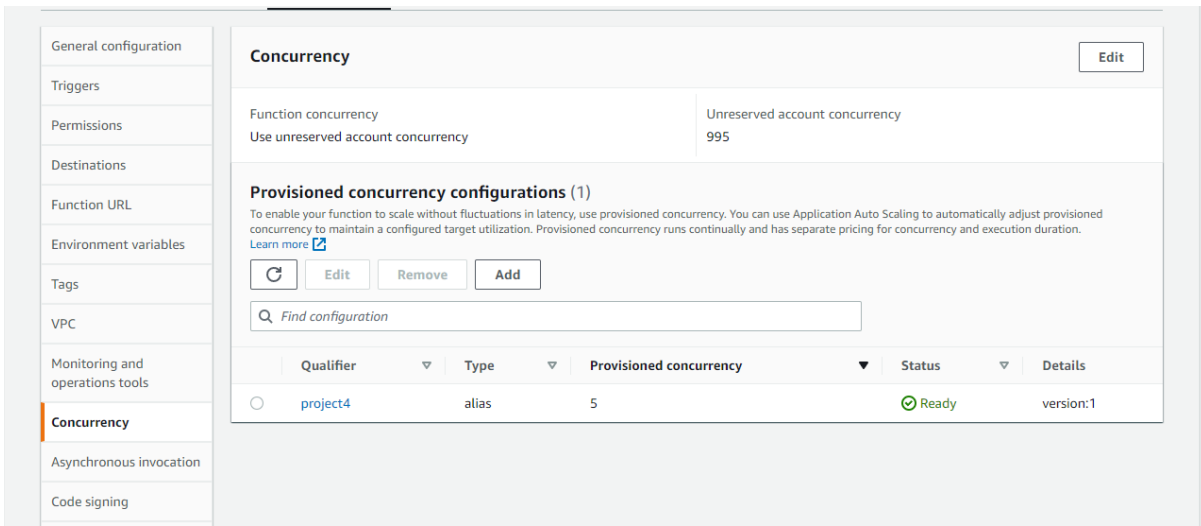 General configuration
Triggers
Permissions
Destinations
Function URL
Environment variables
Tags
VPC
Monitoring and
operations tools
Concurrency
Asynchronous invocation
Code signing
Concurrency
Edit
Function concurrency
Use unreserved account concurrency
Unreserved account concurrency
995
Provisioned concurrency configurations (1)
To enable your function to scale without fluctuations in latency, use provisioned concurrency. You can use Application Auto Scaling to automatically adjust provisioned
concurrency to maintain a configured target utilization. Provisioned concurrency runs continually and has separate pricing for concurrency and execution duration.
Learn more
Edit Remove Add
Find configuration
Qualifier Type Provisioned concurrency Status Details
project4 alias 5 Ready version:1